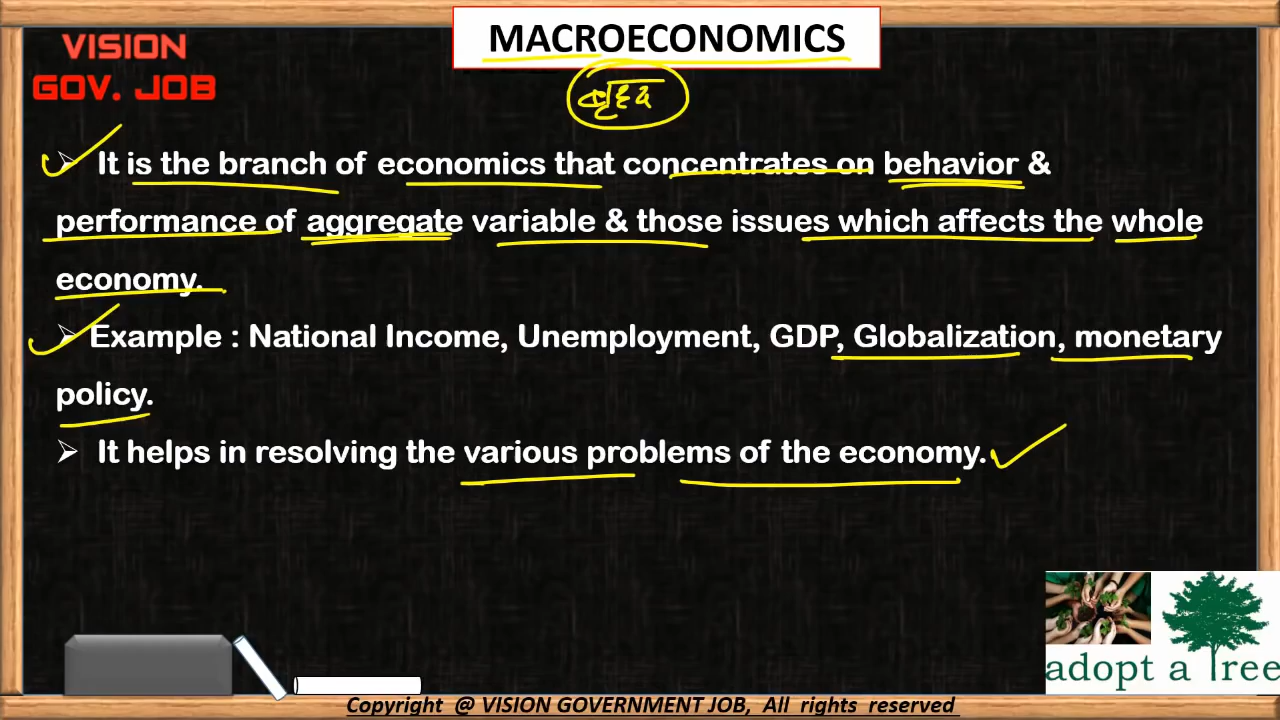 MACROECONOMICS
VISION
GOV. JOB
वृहद
It is the branch of economics that concentrates on behavior &
performance of aggregate variable & those issues which affects the whole
economy.
Example : National Income, Unemployment, GDP, Globalization, monetary
policy.
It helps in resolving the various problems of the economy.
adopt a Tree
Copyright @ VISION GOVERNMENT JOB, All rights reserved